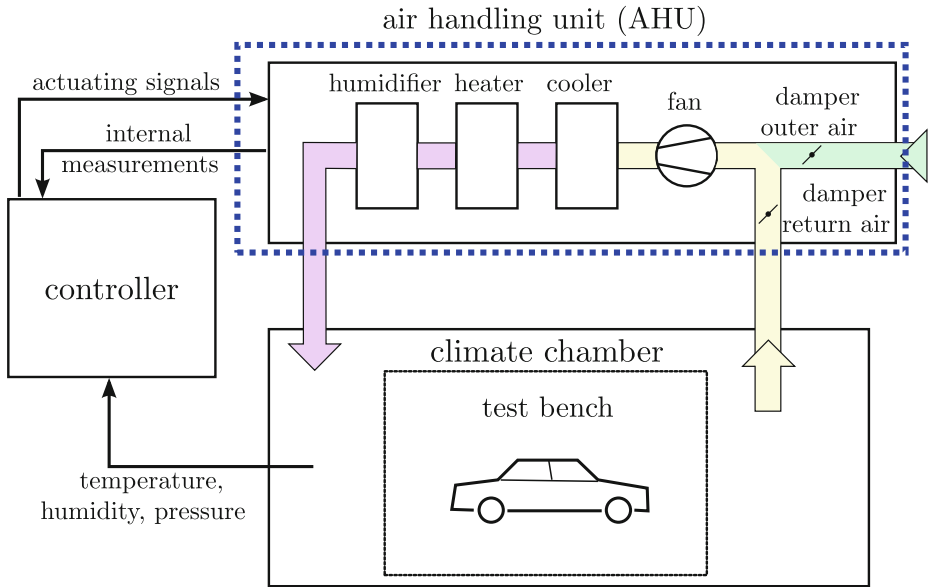 air handling unit (AHU)
actuating signals
humidifier
heater
cooler
fan
damper
outer air
internal
measurements
damper
return air
controller
climate chamber
test bench
temperature,
humidity, pressure